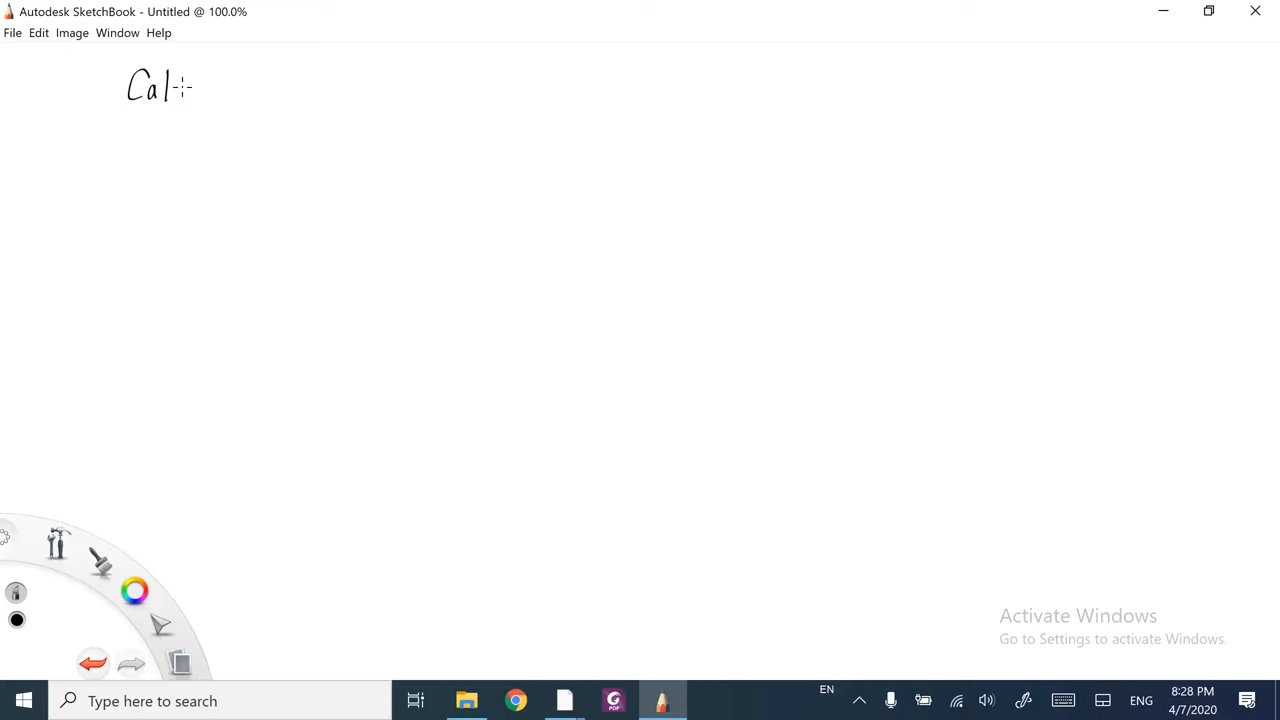 Autodesk SketchBook - Untitled @ 100.0%
File Edit Image Window Help
Cal
Activate Windows
Go to Settings to activate Windows.
PDF
Type here to search
EN
ENG
8:28 PM
4/7/2020